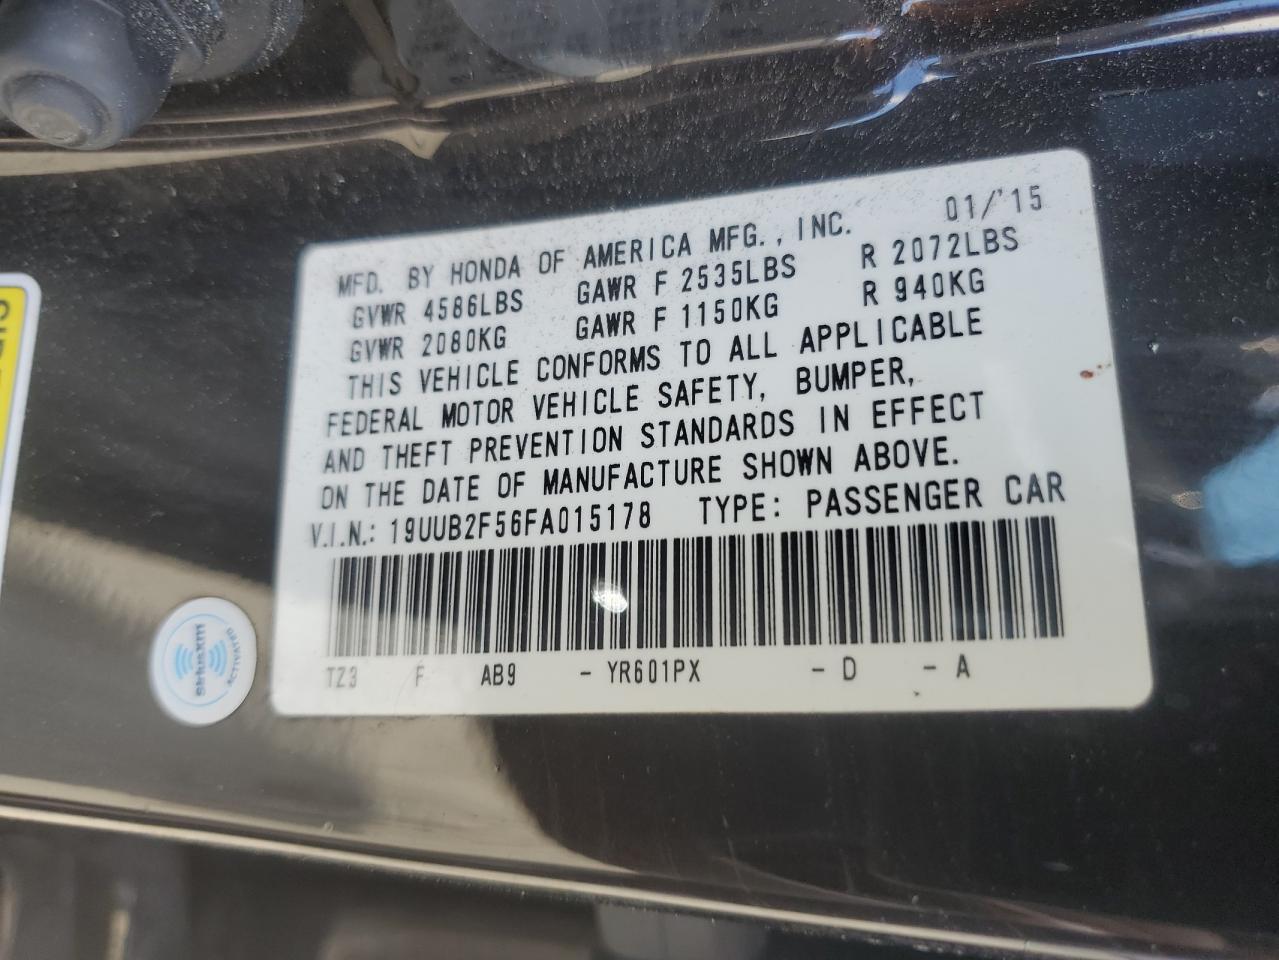 01/'15
MFD. BY HONDA OF AMERICA MFG., INC.
GVWR 4586LBS GAWR F 2535LBS R 2072LBS
GVWR 2080KG GAWR F 1150KG R 940KG
THIS VEHICLE CONFORMS TO ALL APPLICABLE
FEDERAL MOTOR VEHICLE SAFETY, BUMPER,
AND THEFT PREVENTION STANDARDS IN EFFECT
ON THE DATE OF MANUFACTURE SHOWN ABOVE.
V.I.N.: 19UUB2F56FA015178 TYPE: PASSENGER CAR
TZ3 F AB9 - YR601PX - D - A
siriusxm
ACTIVATED